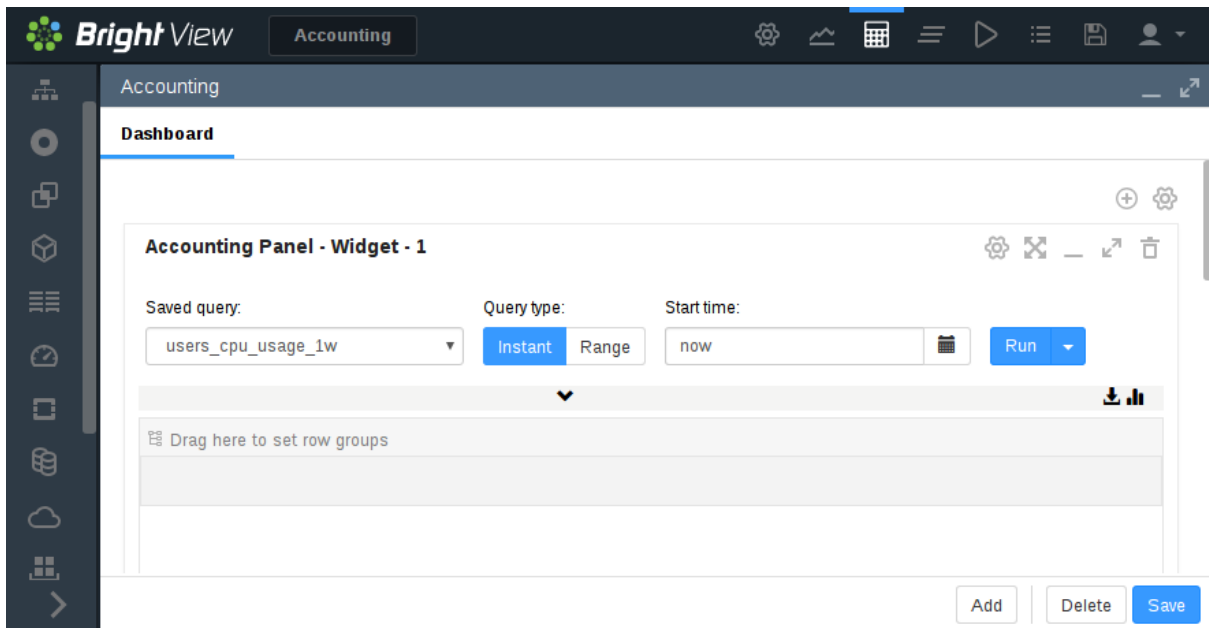 Bright View
Accounting
Accounting
Dashboard
Accounting Panel - Widget - 1
Saved query: Query type: Start time:
users_cpu_usage_1w Instant Range now Run
Drag here to set row groups
Add Delete Save